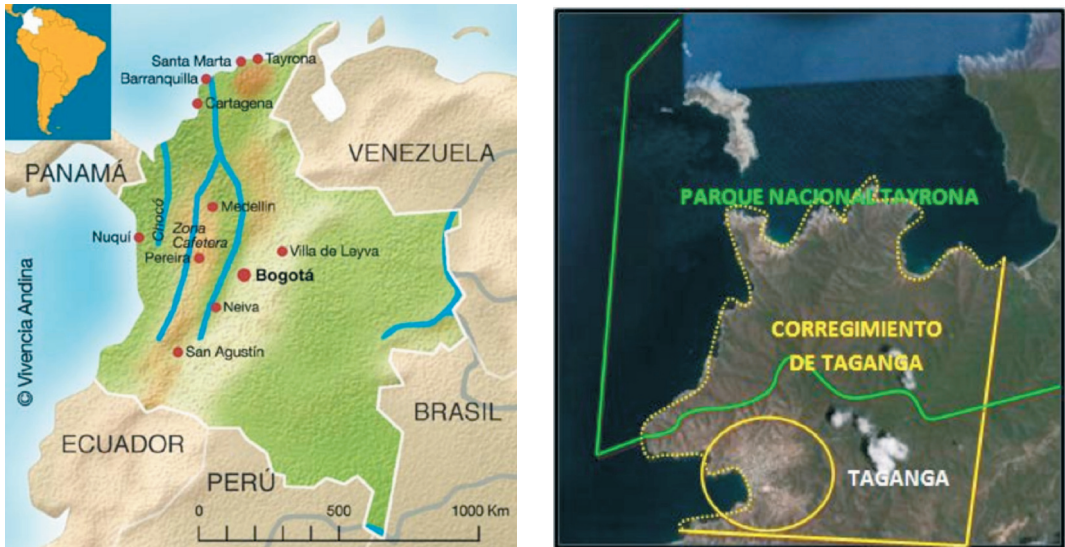 Santa Marta
Tayrona
Barranquilla
Cartagena
PANAMÁ
VENEZUELA
Chocó
Medellin
Zona
Cafetera
Nuquí
Pereira
Villa de Leyva
Bogotá
Neiva
San Agustín
© Vivencia Andina
ECUADOR
BRASIL
PERÚ
0 500 1000 Km
PARQUE NACIONAL TAYRONA
CORREGIMIENTO
DE TAGANGA
TAGANGA